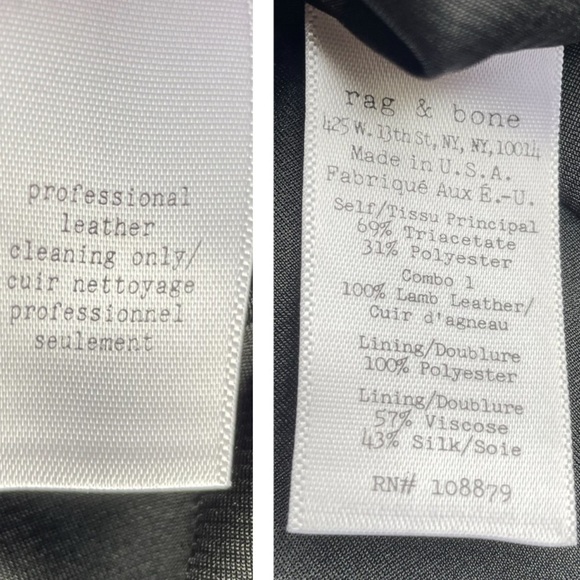 professional
leather
cleaning only/
cuir nettoyage
professionnel
seulement
rag & bone
425 W. 13th St, NY, NY, 10014
Made in U.S.A.
Fabriqué Aux É.-U.
Self/Tissu Principal
69% Triacetate
31% Polyester
Combo 1
100% Lamb Leather/
Cuir d'agneau
Lining/Doublure
100% Polyester
Lining/Doublure
57% Viscose
43% Silk/Soie
RN# 108879